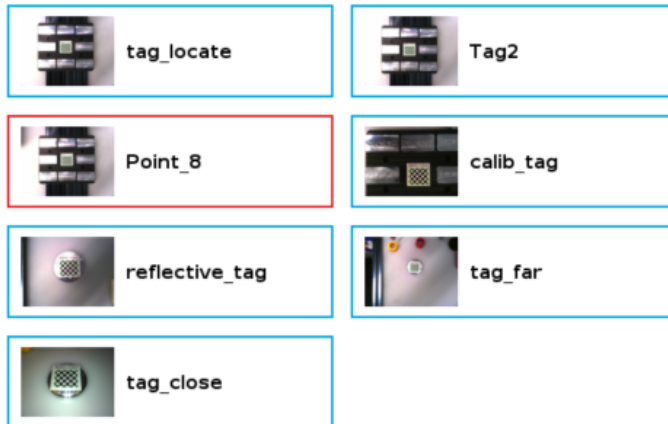 tag_locate
Tag2
Point_8
calib_tag
reflective_tag
tag_far
tag_close